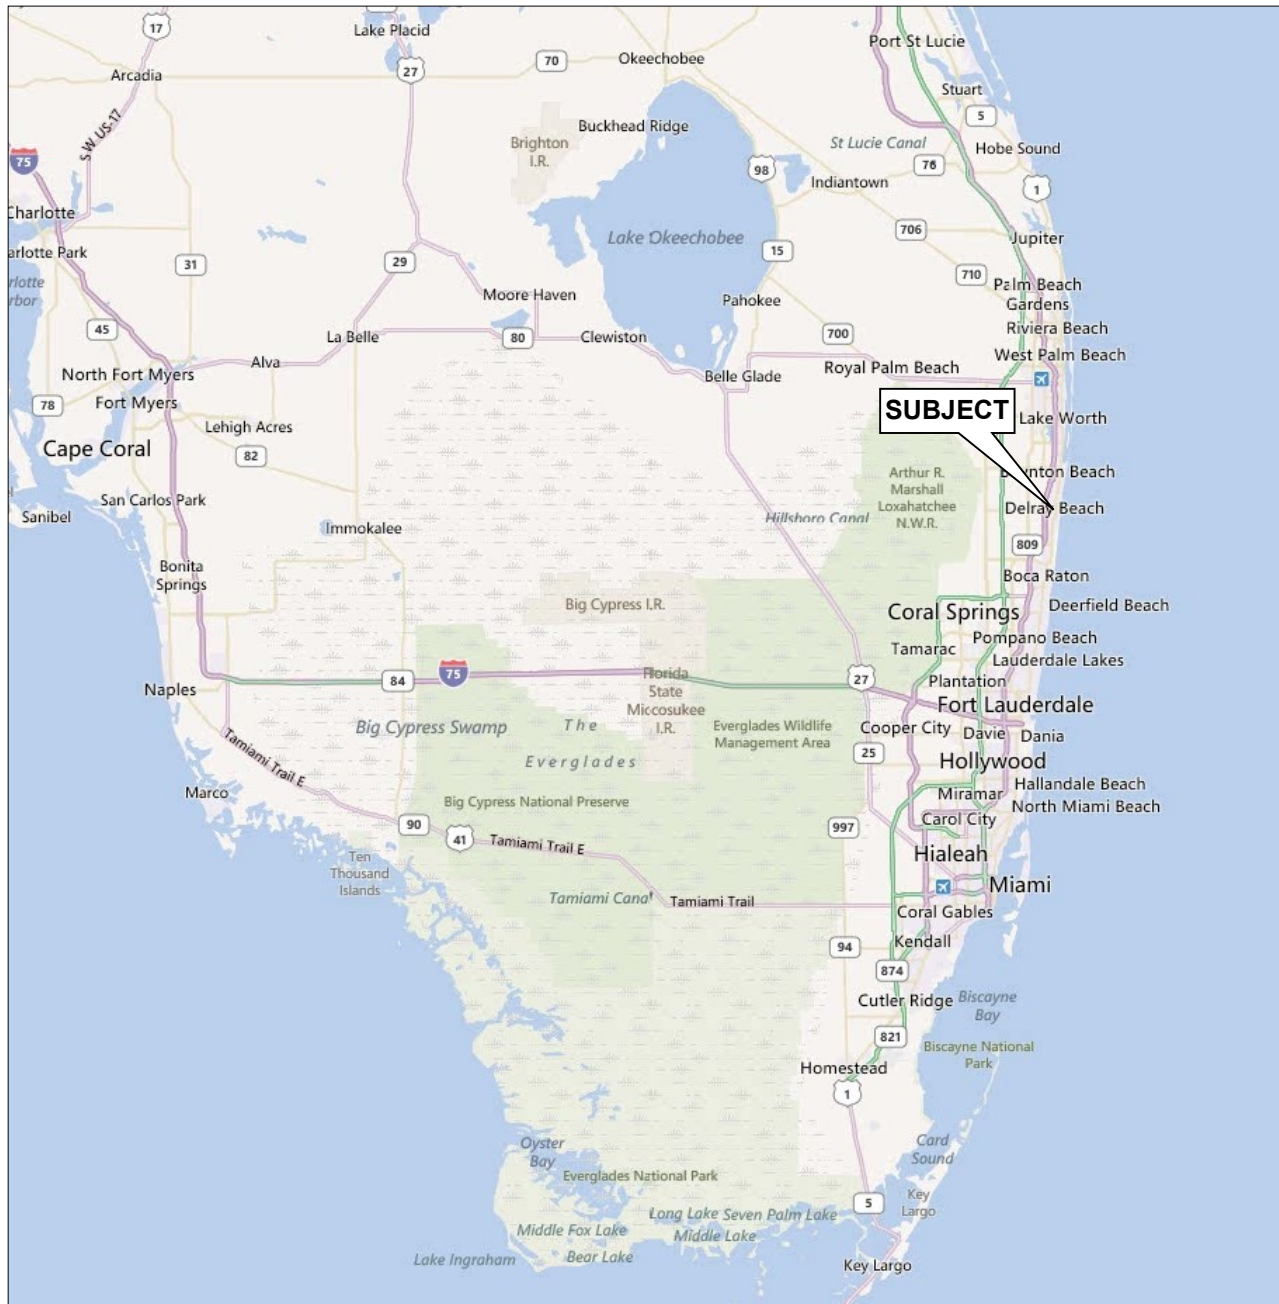 17
Lake Placid
Port St Lucie
Arcadia
27
70
Okeechobee
Stuart
5
S W US-17
Buckhead Ridge
St Lucie Canal
Hobe Sound
75
Brighton
I.R.
98
76
Indiantown
1
Charlotte
706
Jupiter
Lake Okeechobee
arlotte Park
31
29
15
710
Palm Beach
Gardens
rlotte
rbor
Moore Haven
Pahokee
45
La Belle
80
Clewiston
700
Riviera Beach
West Palm Beach
Alva
North Fort Myers
Belle Glade
Royal Palm Beach
78
Fort Myers
SUBJECT
Lake Worth
Lehigh Acres
Cape Coral
82
Arthur R.
Marshall
Loxahatchee
N.W.R.
ynton Beach
San Carlos Park
Sanibel
Immokalee
Hillsboro Canal
Delray Beach
809
Bonita
Springs
Boca Raton
Big Cypress I.R.
Coral Springs
Deerfield Beach
Pompano Beach
Tamarac
Lauderdale Lakes
Naples
84
75
Florida
State
Miccosukee
I.R.
27
Plantation
Fort Lauderdale
Big Cypress Swamp
The
Everglades
Everglades Wildlife
Management Area
Cooper City
Davie
Dania
25
Hollywood
Tamiami Trail E
Marco
Big Cypress National Preserve
Miramar
Hallandale Beach
North Miami Beach
90
41
Tamiami Trail E
997
Carol City
Hialeah
Ten
Thousand
Islands
Miami
Tamiami Canal
Tamiami Trail
Coral Gables
94
Kendall
874
Cutler Ridge
Biscayne
Bay
821
Biscayne National
Park
Homestead
1
Oyster
Bay
Card
Sound
Everglades National Park
5
Key
Largo
Long Lake
Seven Palm Lake
Middle Fox Lake
Middle Lake
Lake Ingraham
Bear Lake
Key Largo